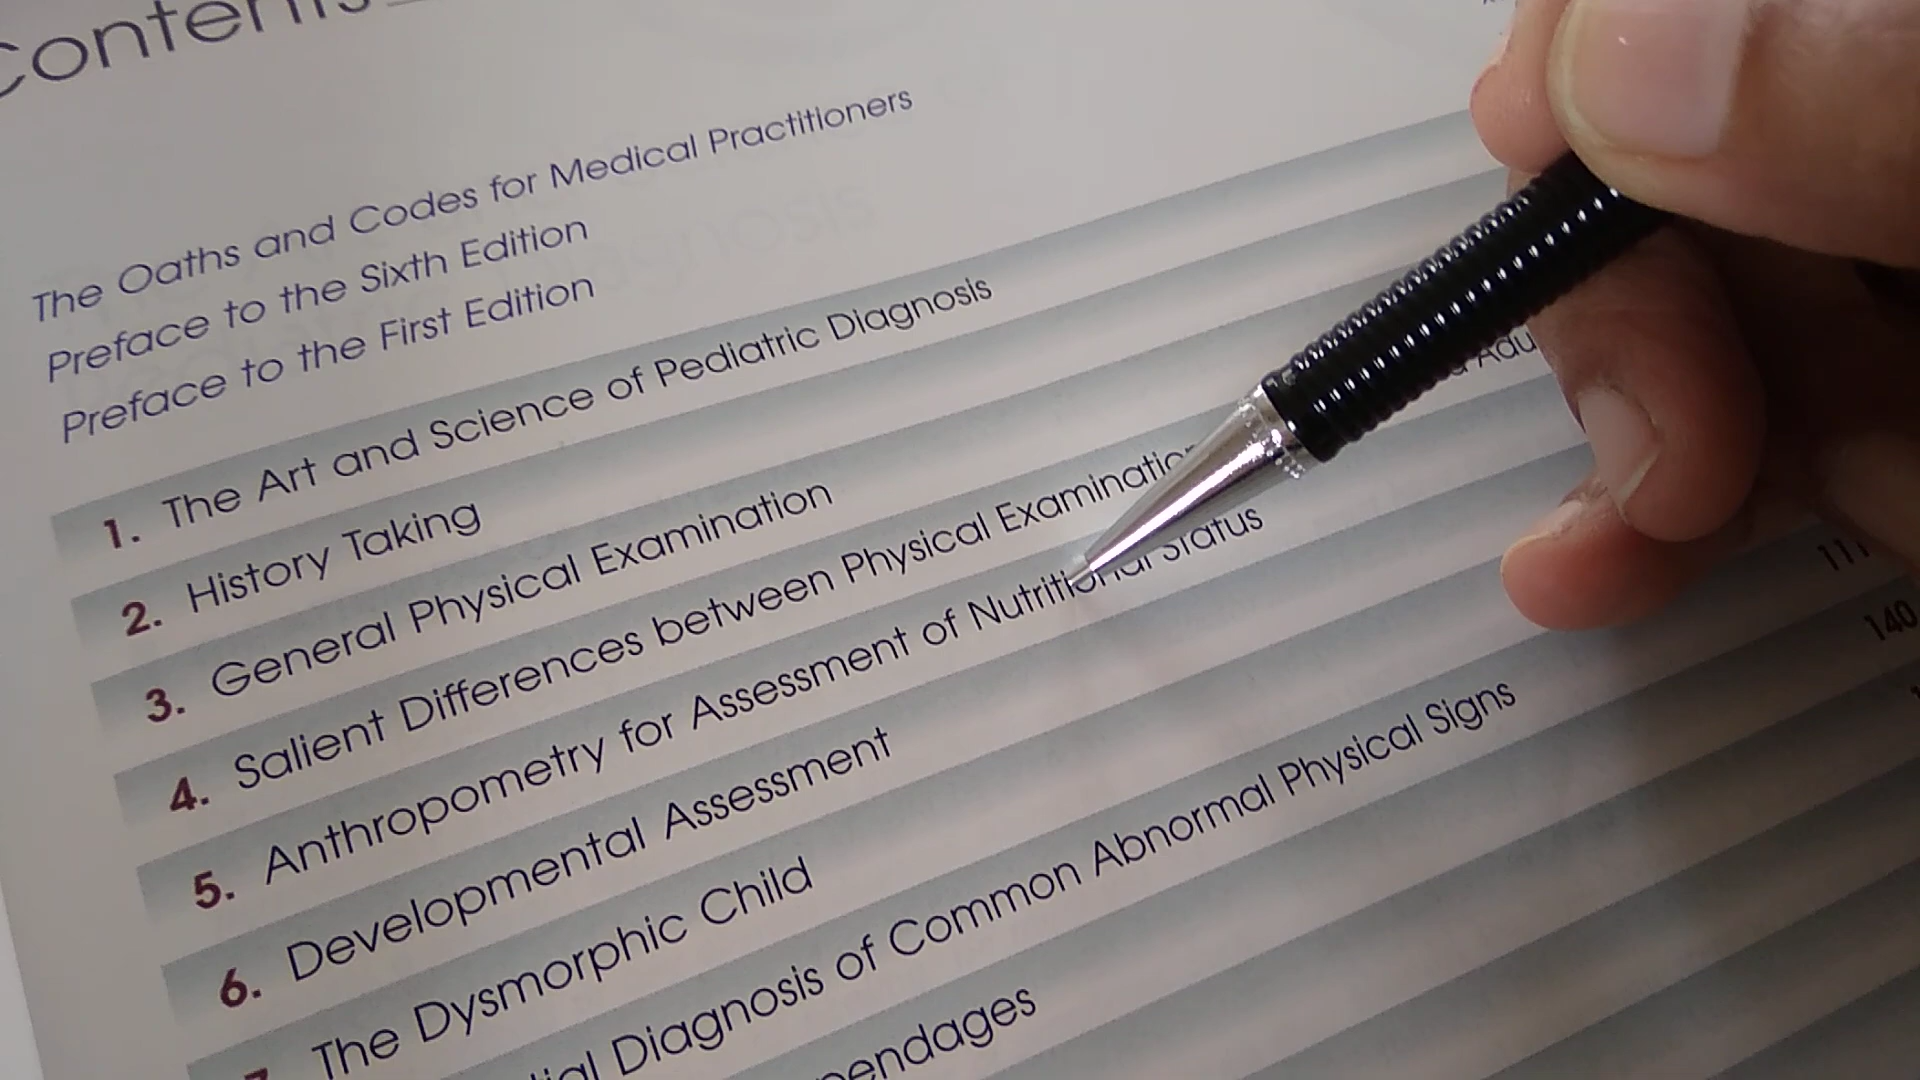 Contents
The Oaths and Codes for Medical Practitioners
Preface to the Sixth Edition
Preface to the First Edition
1. The Art and Science of Pediatric Diagnosis
2. History Taking
3. General Physical Examination
4. Salient Differences between Physical Examination
5. Anthropometry for Assessment of Nutritional Status
6. Developmental Assessment
7. The Dysmorphic Child
Diagnosis of Common Abnormal Physical Signs
140